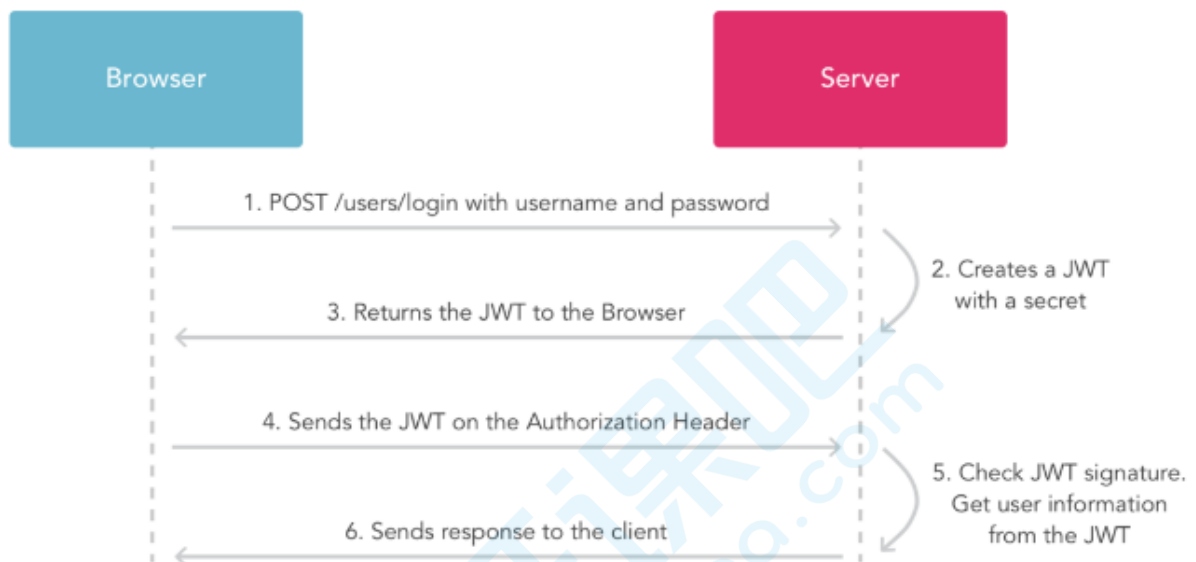 Browser
Server
1. POST /users/login with username and password
2. Creates a JWT
with a secret
3. Returns the JWT to the Browser
4. Sends the JWT on the Authorization Header
5. Check JWT signature.
Get user information
from the JWT
6. Sends response to the client